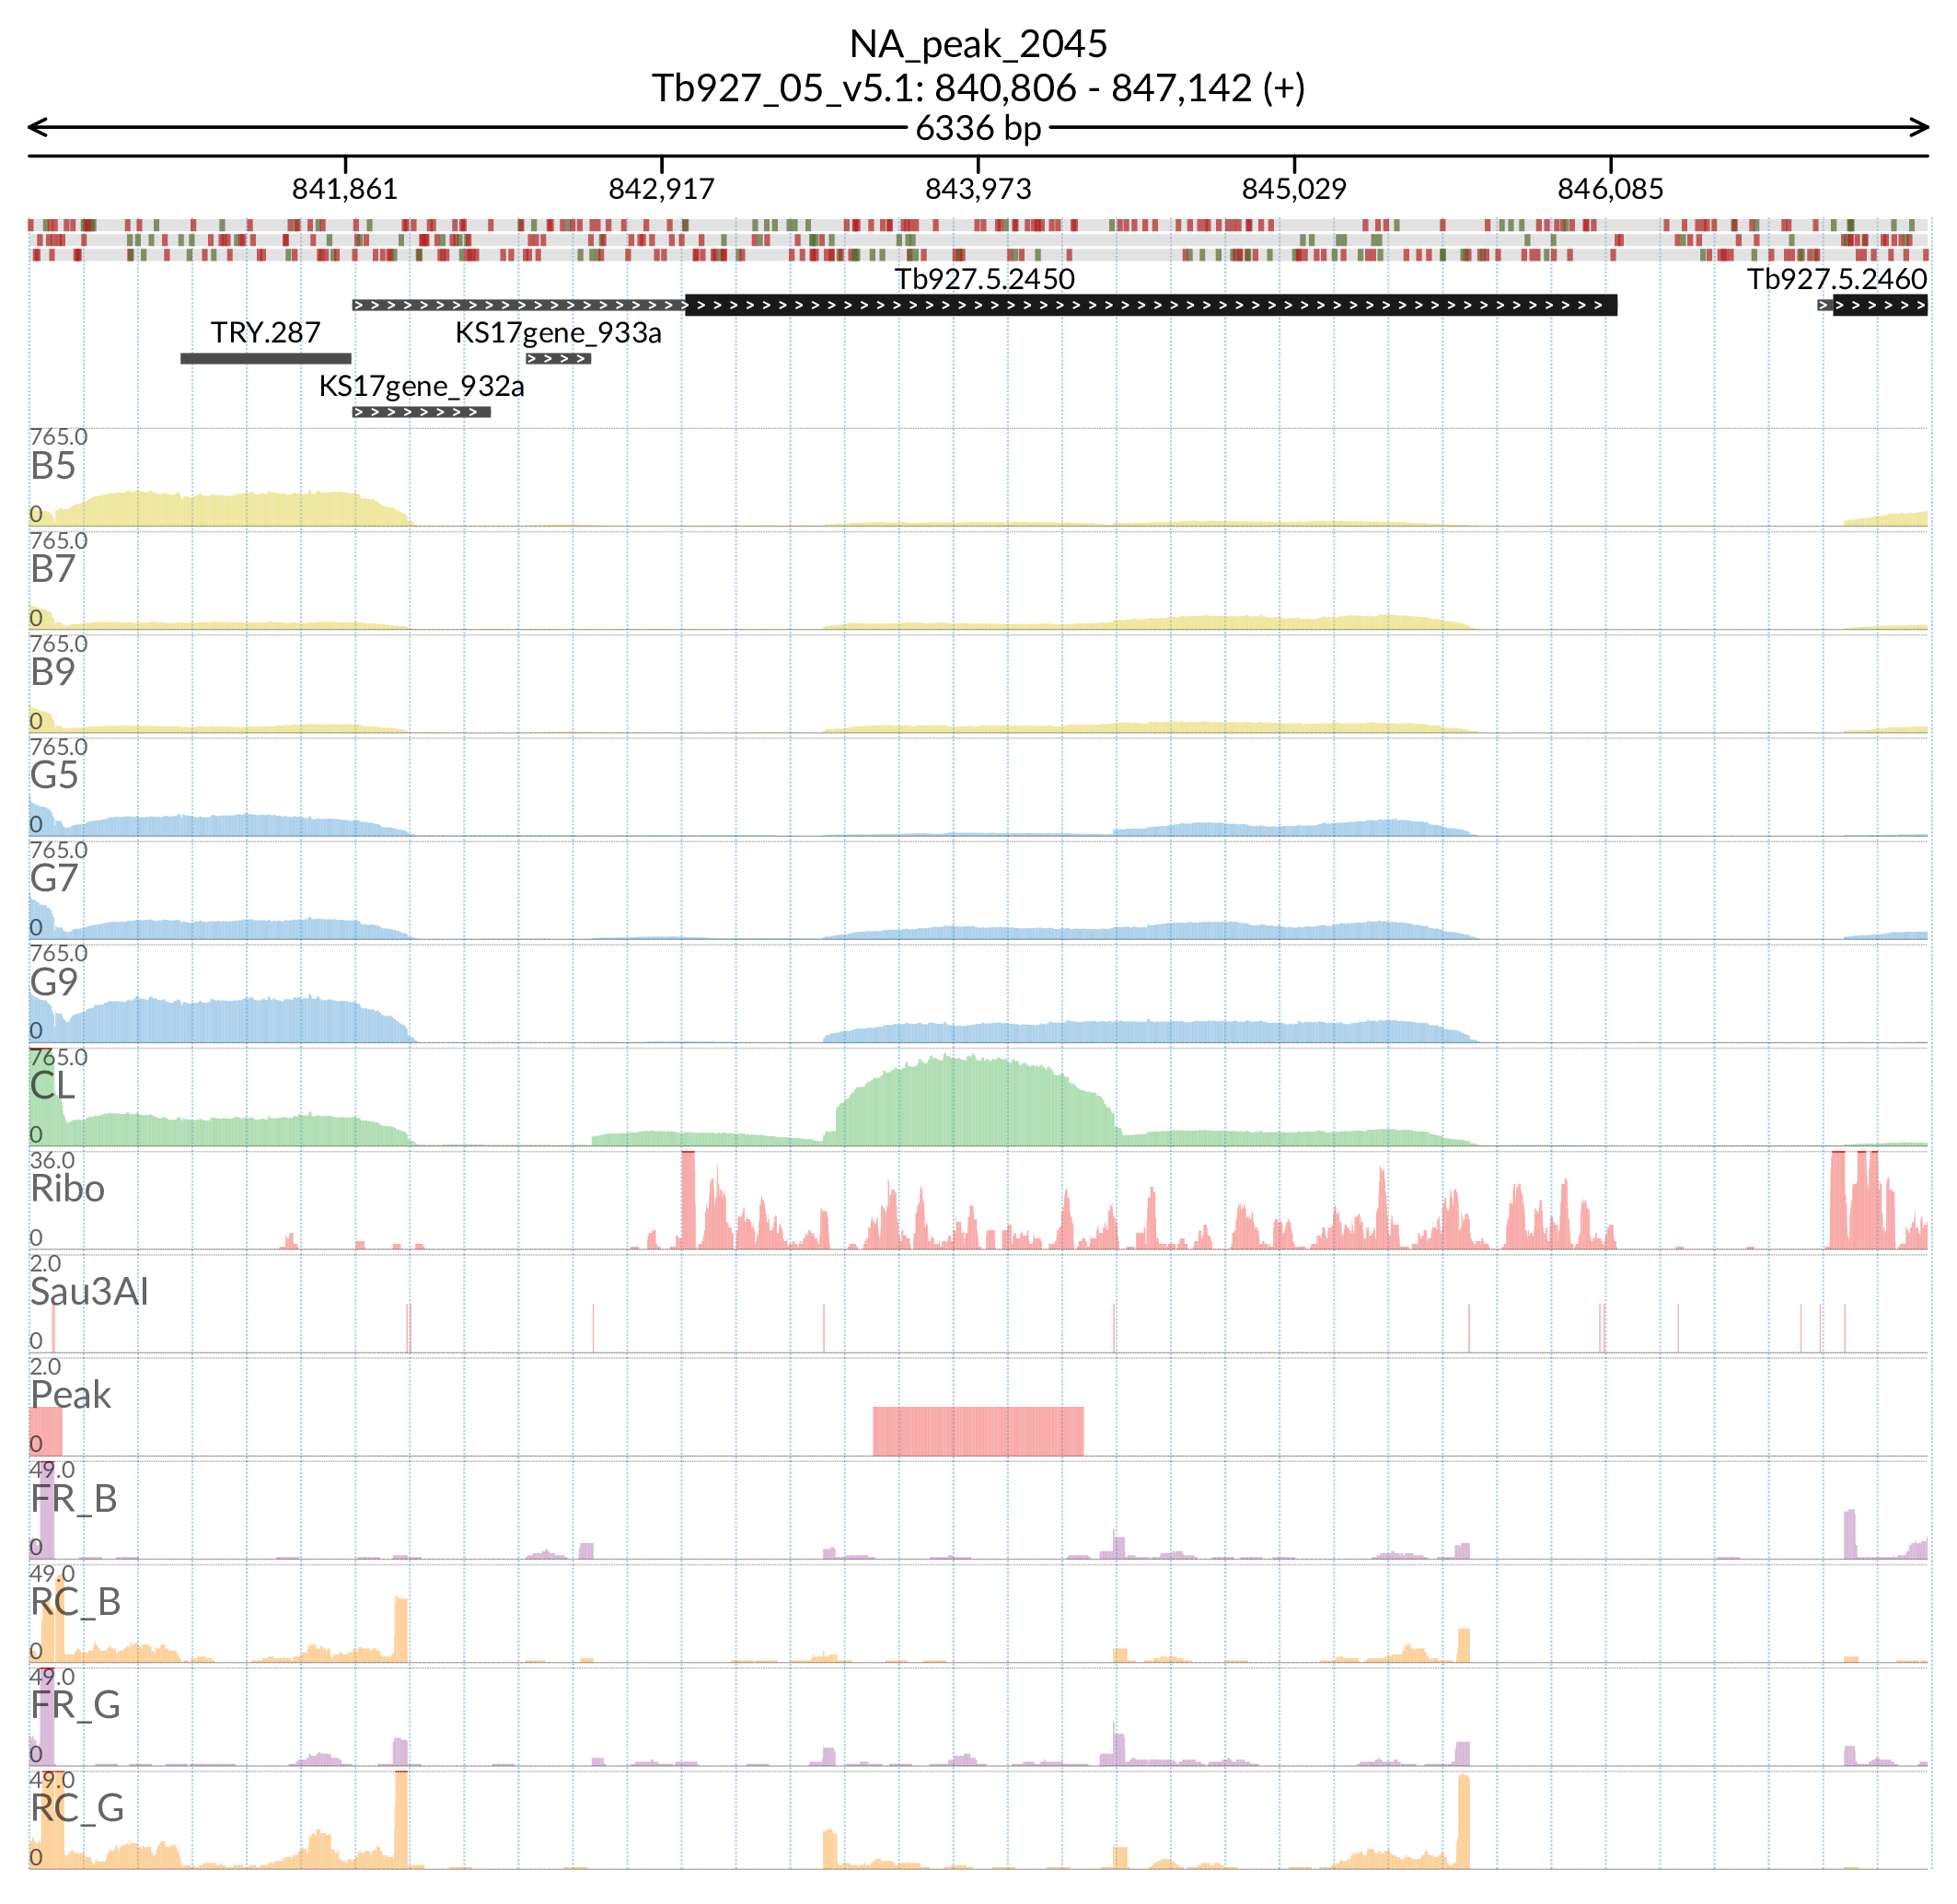 NA_peak_2045
Tb927_05_v5.1: 840,806 - 847,142 (+)
6336 bp
841,861 842,917 843,973 845,029 846,085
Tb927.5.2450 Tb927.5.2460
TRY.287 KS17gene_933a
KS17gene_932a
765.0
B5
0
765.0
B7
0
765.0
B9
0
765.0
G5
0
765.0
G7
0
765.0
G9
0
765.0
CL
0
36.0
Ribo
0
2.0
Sau3AI
0
2.0
Peak
0
49.0
FR_B
0
49.0
RC_B
0
49.0
FR_G
0
49.0
RC_G
0